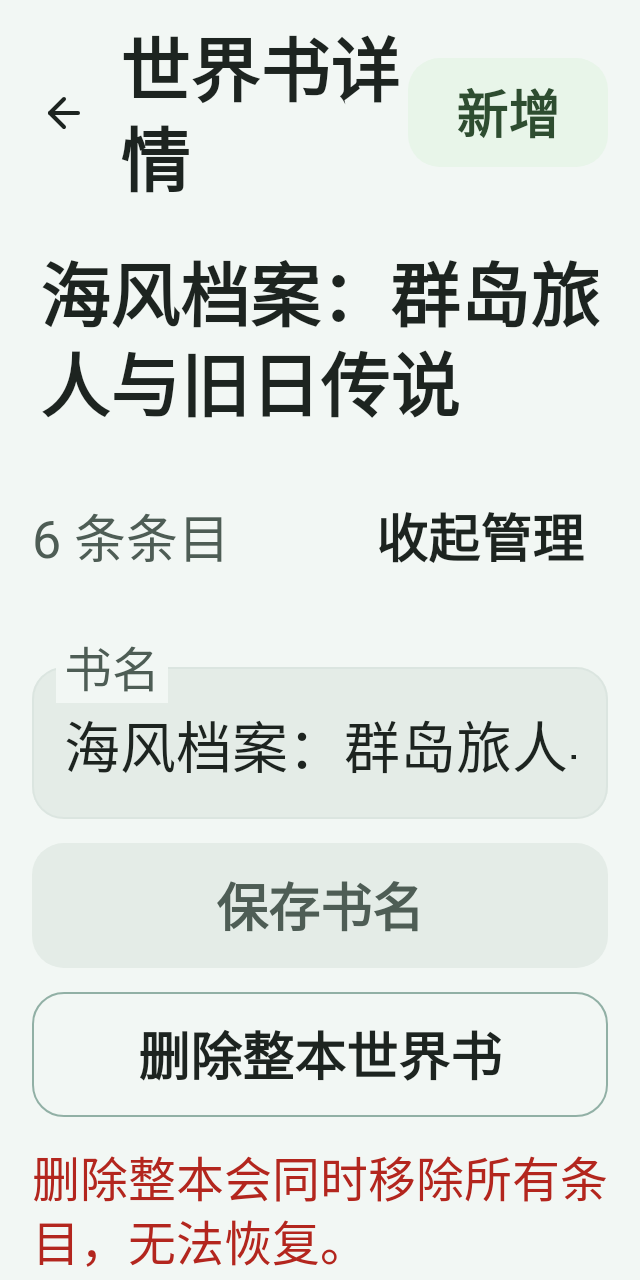 世界书详
情
新增
海风档案：群岛旅
人与旧日传说
6 条条目
收起管理
书名
海风档案：群岛旅人
保存书名
删除整本世界书
删除整本会同时移除所有条
目，无法恢复。